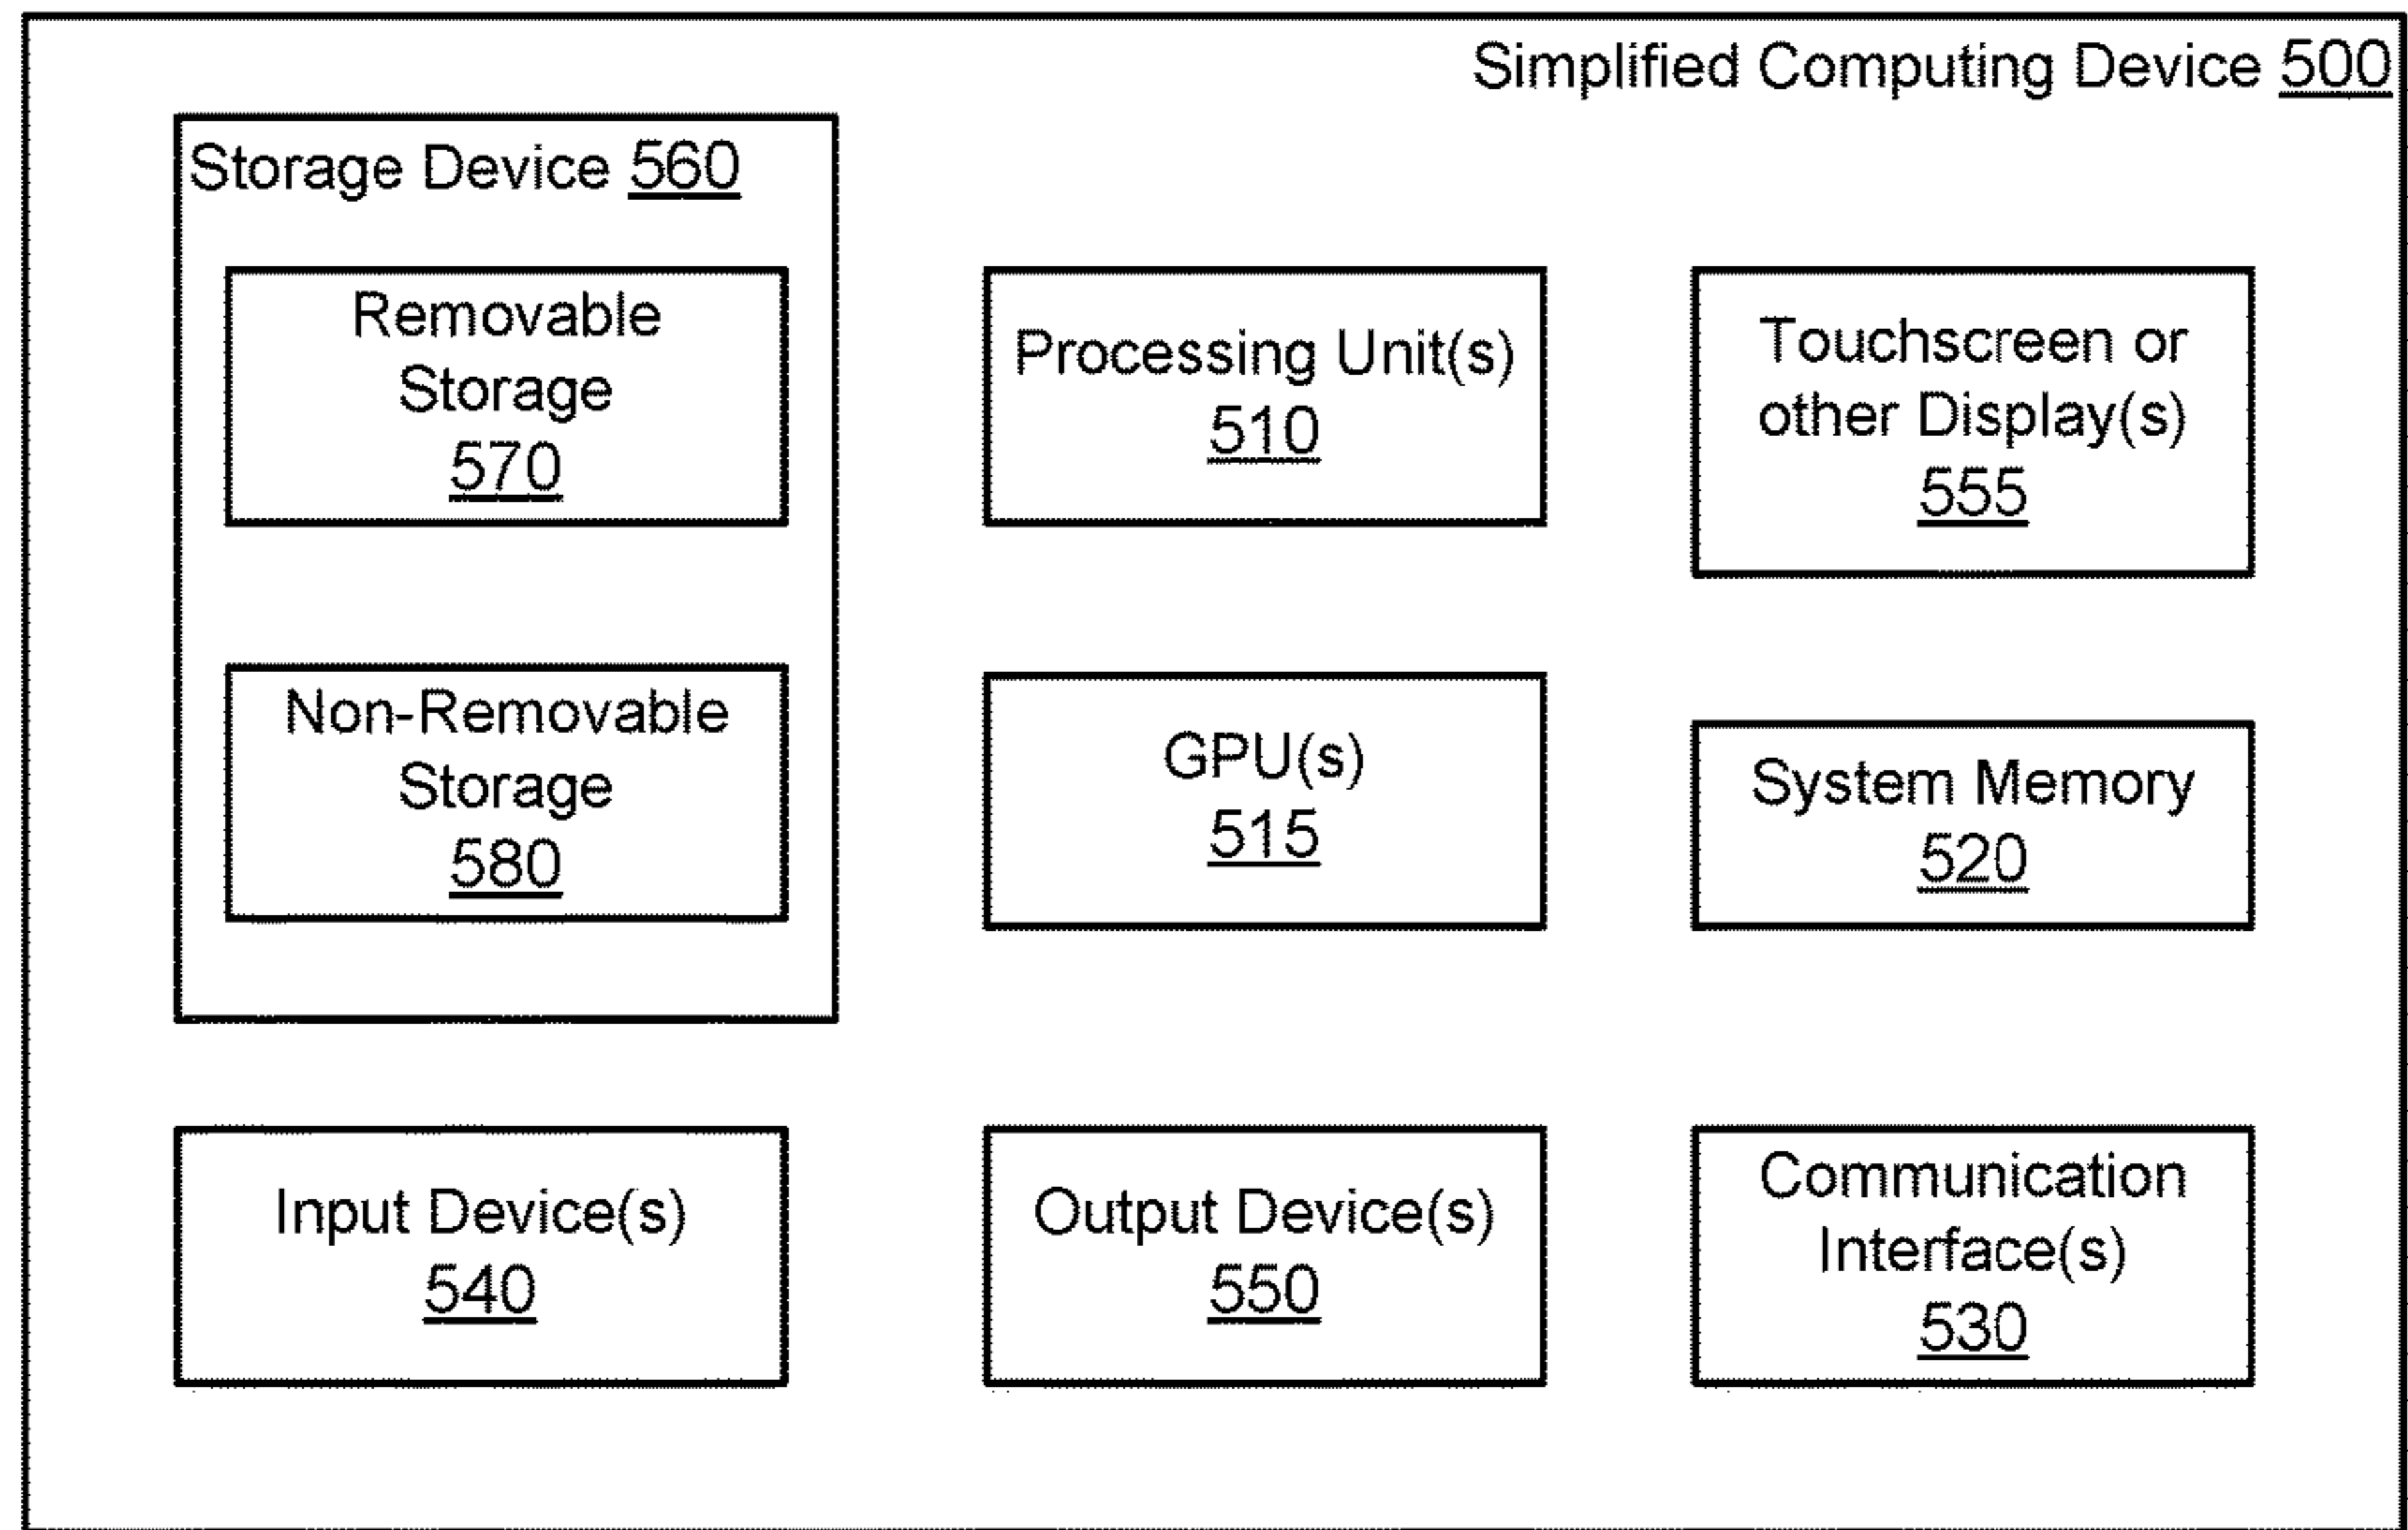 Simplified Computing Device 500
Storage Device 560
Removable
Storage
570
Non-Removable
Storage
580
Processing Unit(s)
510
Touchscreen or
other Display(s)
555
GPU(s)
515
System Memory
520
Input Device(s)
540
Output Device(s)
550
Communication
Interface(s)
530